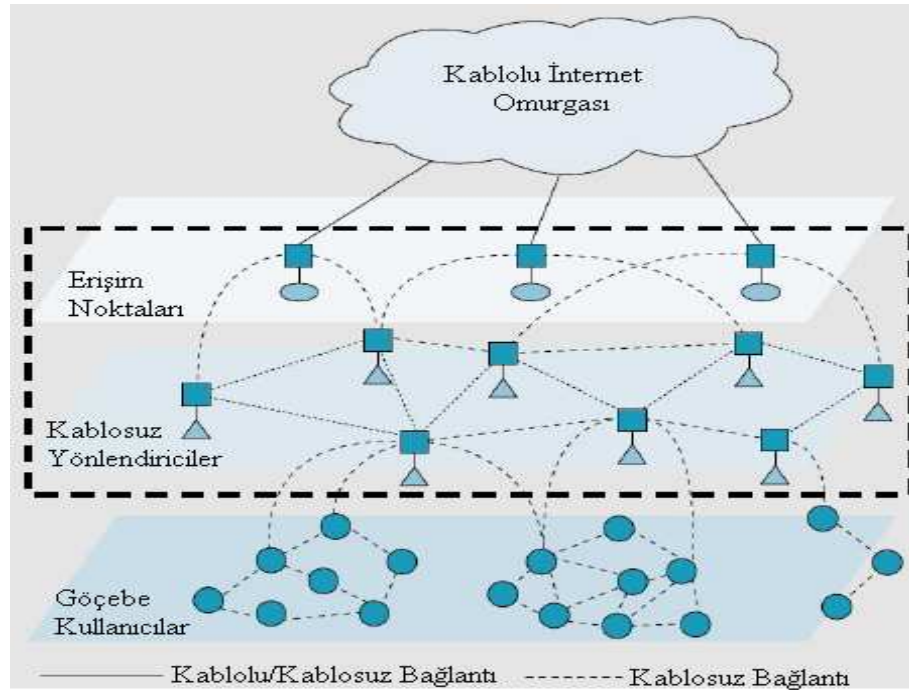 Kablolu İnternet
Omurgası
Erişim
Noktaları
Kablosuz
Yönlendiriciler
Göçebe
Kullanıcılar
Kablolu/Kablosuz Bağlantı
Kablosuz Bağlantı